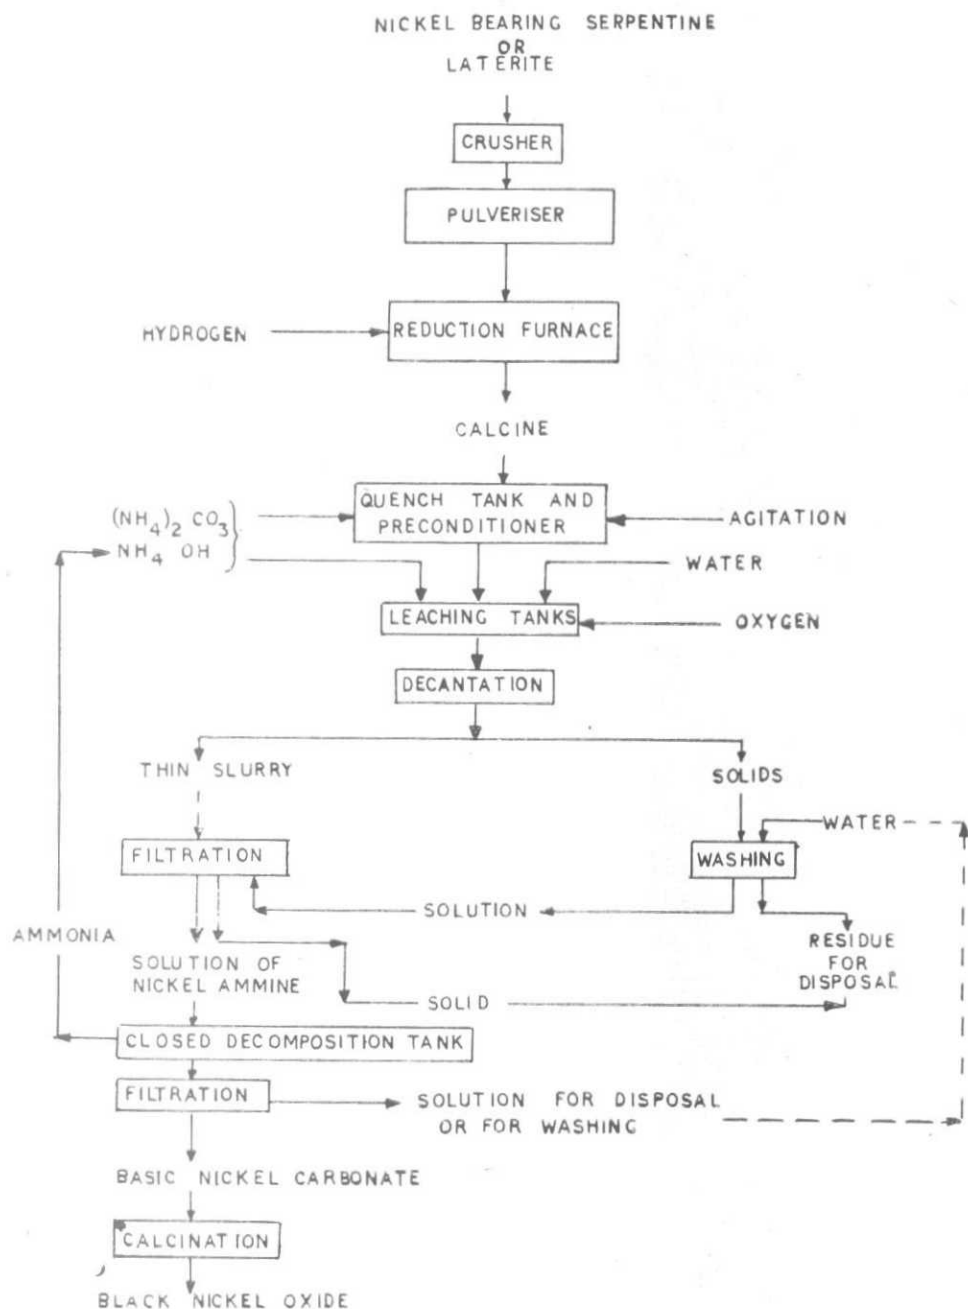 NICKEL BEARING SERPENTINE
OR
LATERITE
CRUSHER
PULVERISER
HYDROGEN
REDUCTION FURNACE
CALCINE
(NH4)2 CO3
NH4 OH
QUENCH TANK AND
PRECONDITIONER
AGITATION
WATER
LEACHING TANKS
OXYGEN
DECANTATION
THIN SLURRY
SOLIDS
WATER
FILTRATION
WASHING
SOLUTION
AMMONIA
RESIDUE
FOR
DISPOSAL
SOLUTION OF
NICKEL AMMINE
SOLID
CLOSED DECOMPOSITION TANK
FILTRATION
SOLUTION FOR DISPOSAL
OR FOR WASHING
BASIC NICKEL CARBONATE
CALCINATION
BLACK NICKEL OXIDE